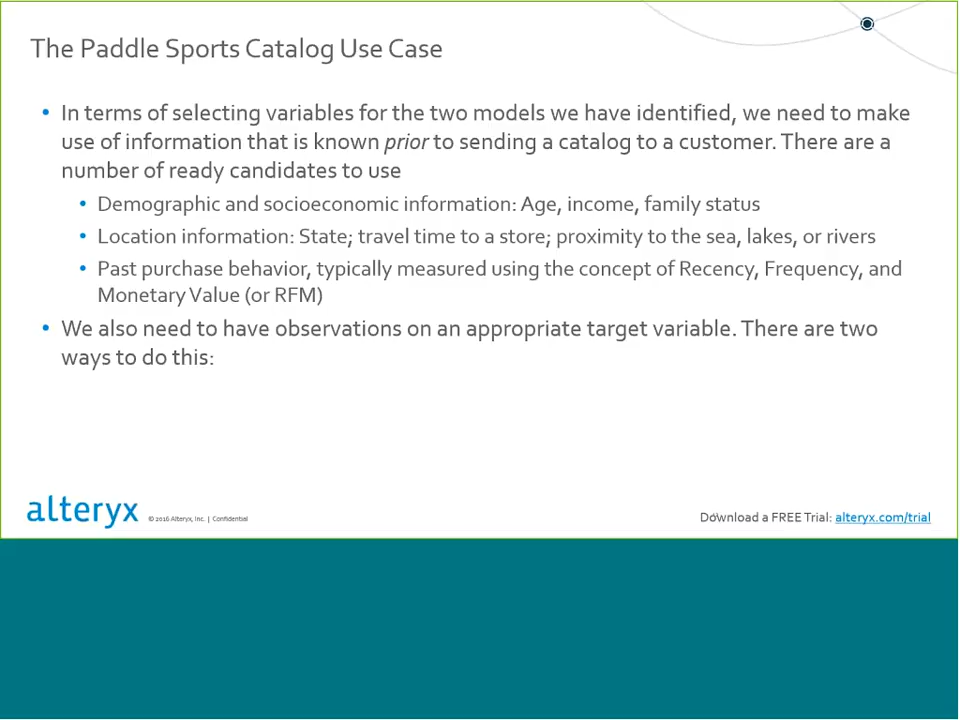 The Paddle Sports Catalog Use Case
• In terms of selecting variables for the two models we have identified, we need to make
use of information that is known prior to sending a catalog to a customer. There are a
number of ready candidates to use
• Demographic and socioeconomic information: Age, income, family status
• Location information: State; travel time to a store; proximity to the sea, lakes, or rivers
• Past purchase behavior, typically measured using the concept of Recency, Frequency, and
Monetary Value (or RFM)
• We also need to have observations on an appropriate target variable. There are two
ways to do this:
alteryx © 2016 Alteryx, Inc. | Confidential
Download a FREE Trial: alteryx.com/trial